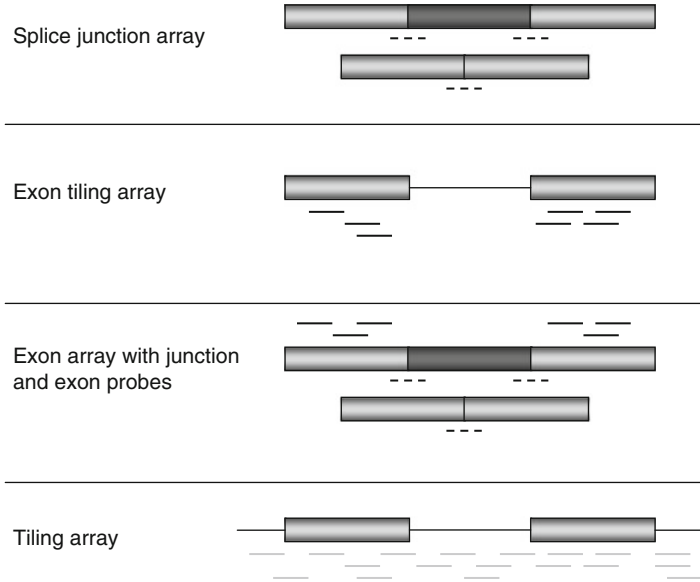 Splice junction array
Exon tiling array
Exon array with junction
and exon probes
Tiling array